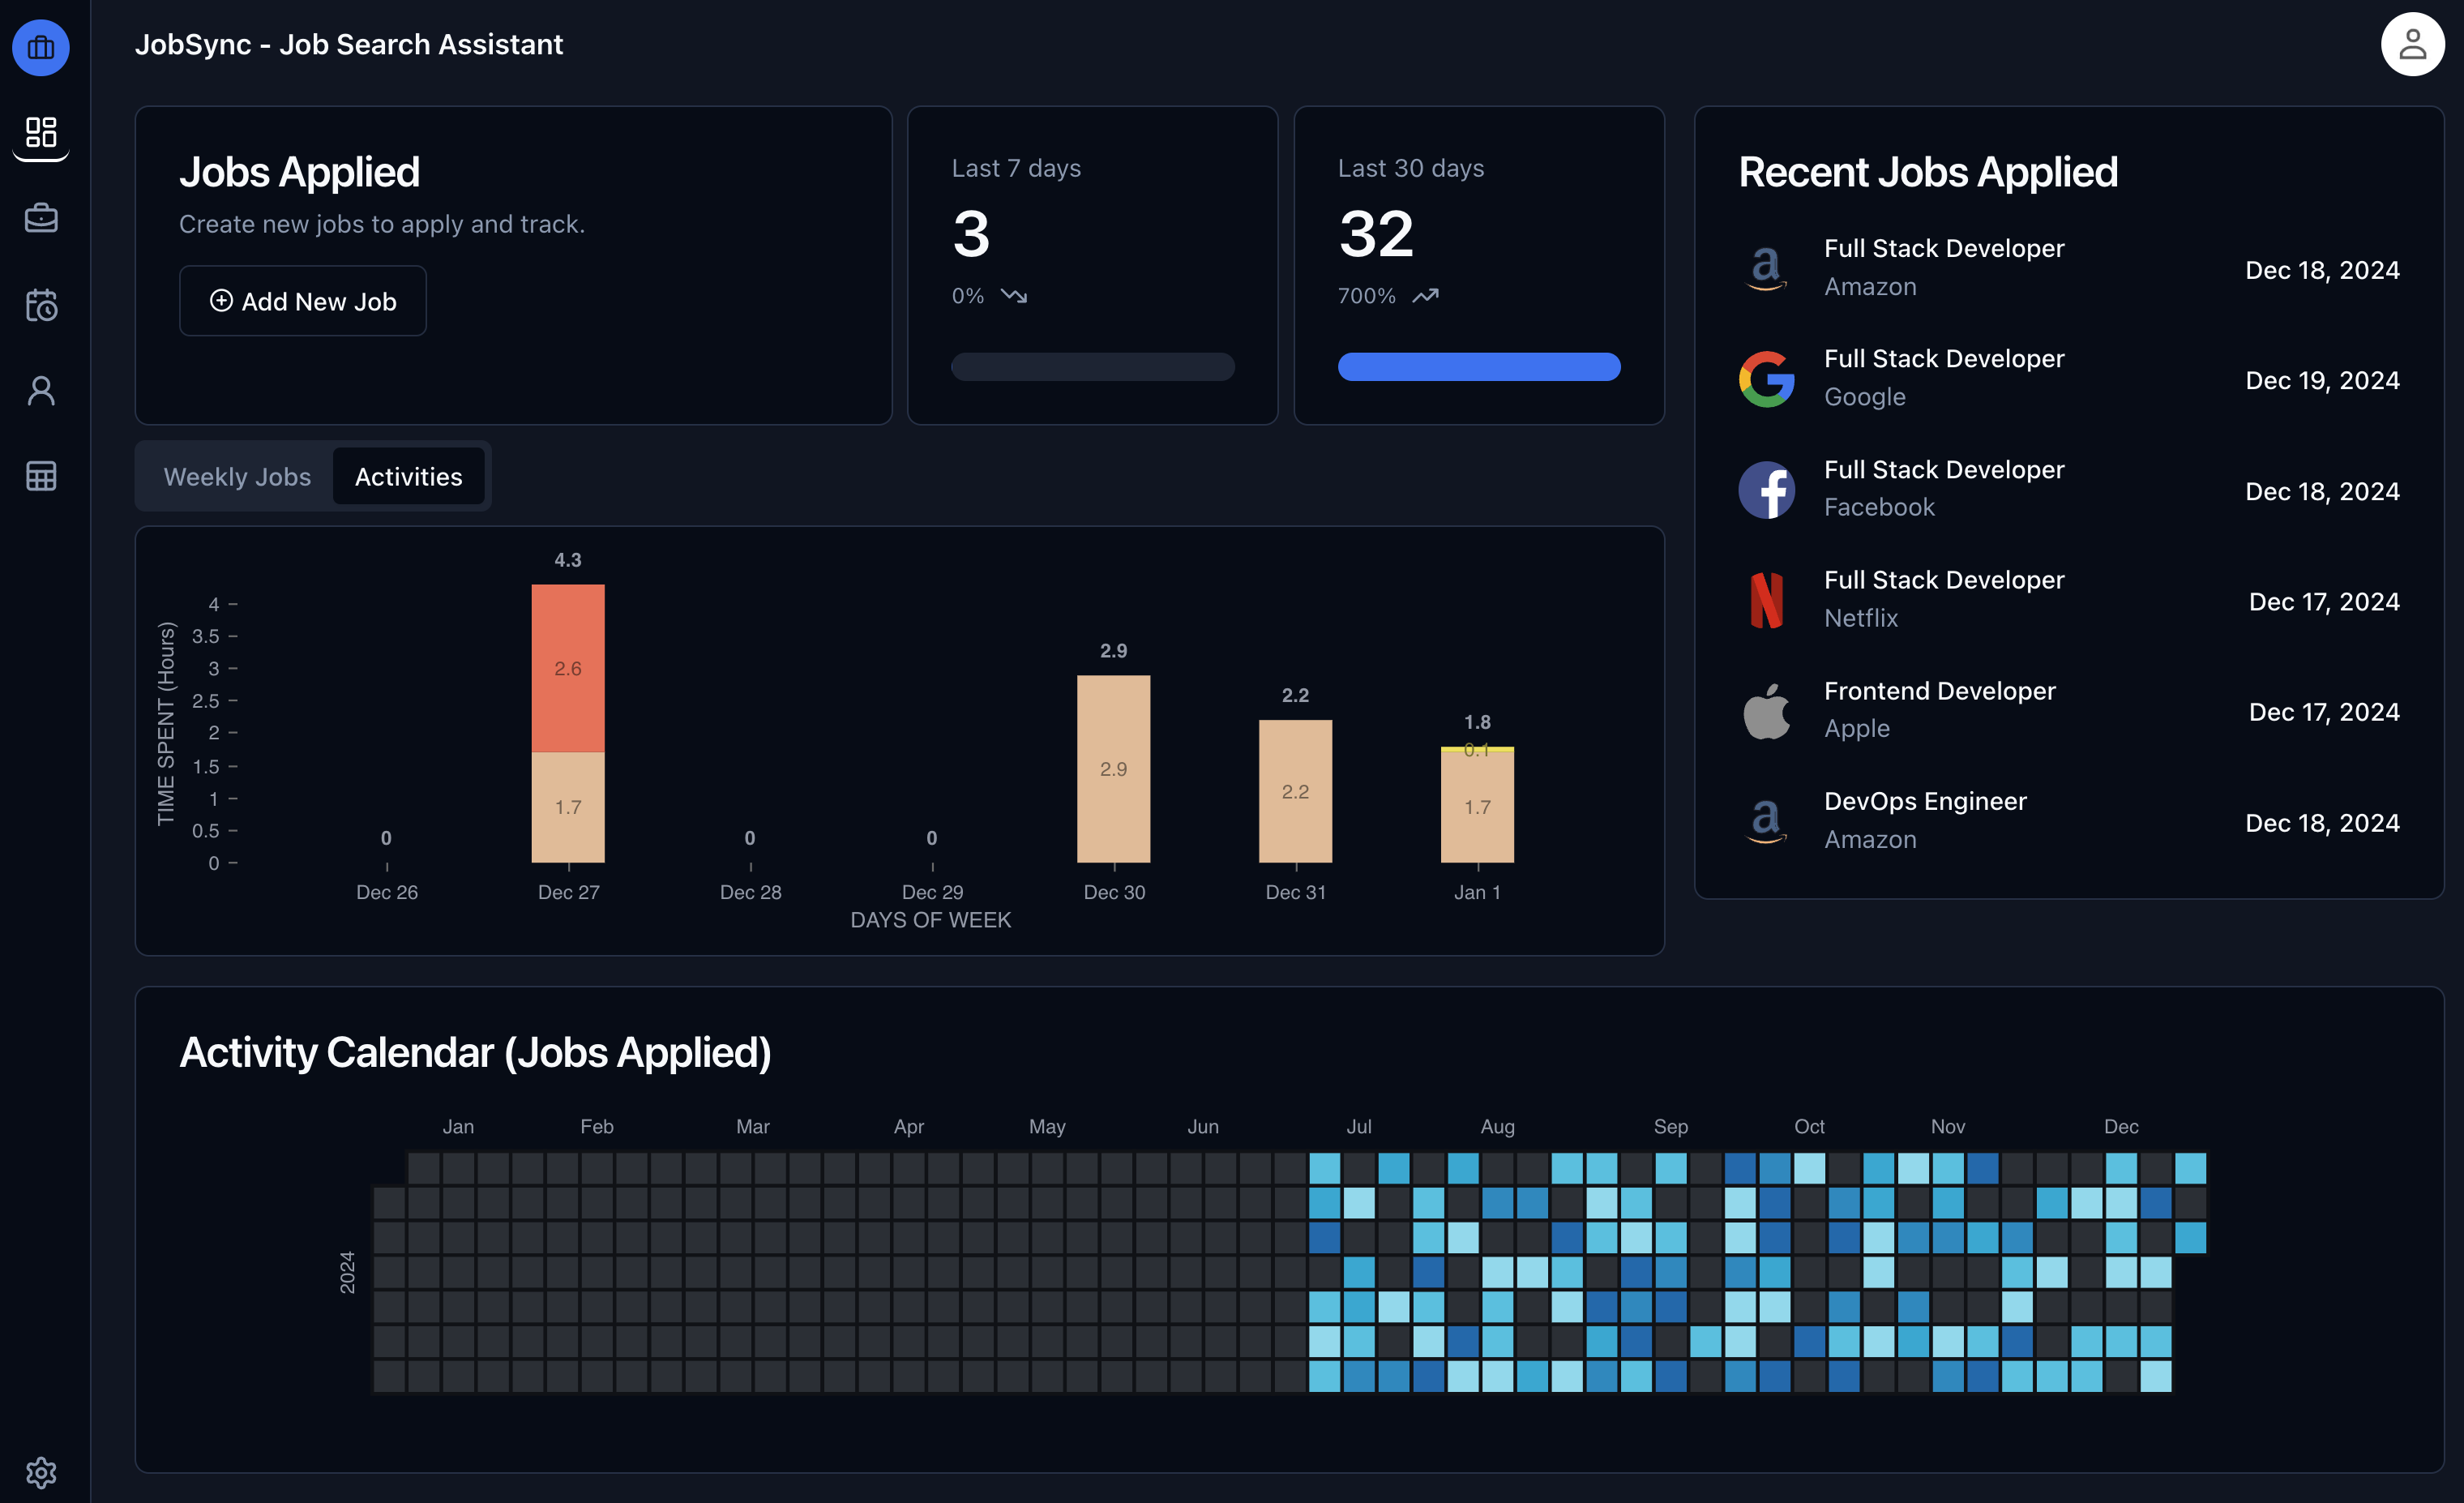 JobSync - Job Search Assistant
Jobs Applied
Create new jobs to apply and track.
Add New Job
Last 7 days
3
0%
Last 30 days
32
700%
Recent Jobs Applied
Full Stack Developer
Amazon
Dec 18, 2024
Full Stack Developer
Google
Dec 19, 2024
Full Stack Developer
Facebook
Dec 18, 2024
Full Stack Developer
Netflix
Dec 17, 2024
Frontend Developer
Apple
Dec 17, 2024
DevOps Engineer
Amazon
Dec 18, 2024
Weekly Jobs
Activities
TIME SPENT (Hours)
4
3.5
3
2.5
2
1.5
1
0.5
0
0
4.3
2.6
1.7
0
0
2.9
2.9
2.2
2.2
1.8
0.1
1.7
Dec 26
Dec 27
Dec 28
Dec 29
Dec 30
Dec 31
Jan 1
DAYS OF WEEK
Activity Calendar (Jobs Applied)
Jan
Feb
Mar
Apr
May
Jun
Jul
Aug
Sep
Oct
Nov
Dec
2024